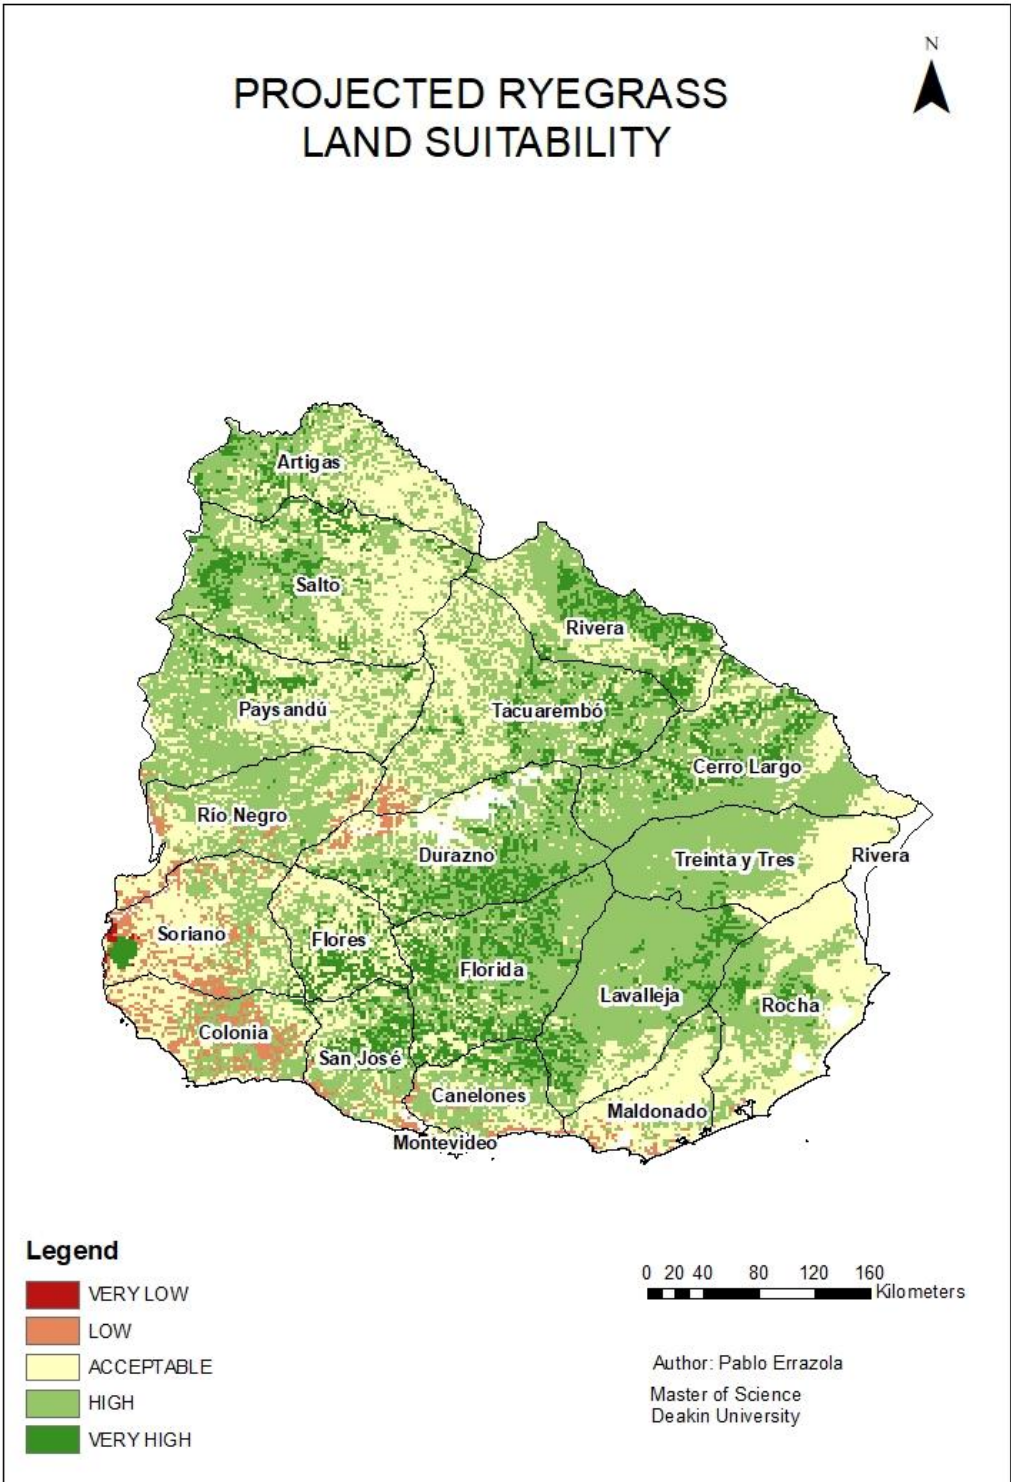 N
PROJECTED RYEGRASS
LAND SUITABILITY
Artigas
Salto
Rivera
Paysandú
Tacuarembó
Cerro Largo
Río Negro
Durazno
Treinta y Tres
Rivera
Soriano
Flores
Florida
Lavalleja
Rocha
Colonia
San José
Canelones
Maldonado
Montevideo
Legend
VERY LOW
LOW
ACCEPTABLE
HIGH
VERY HIGH
0 20 40 80 120 160
Kilometers
Author: Pablo Errazola
Master of Science
Deakin University